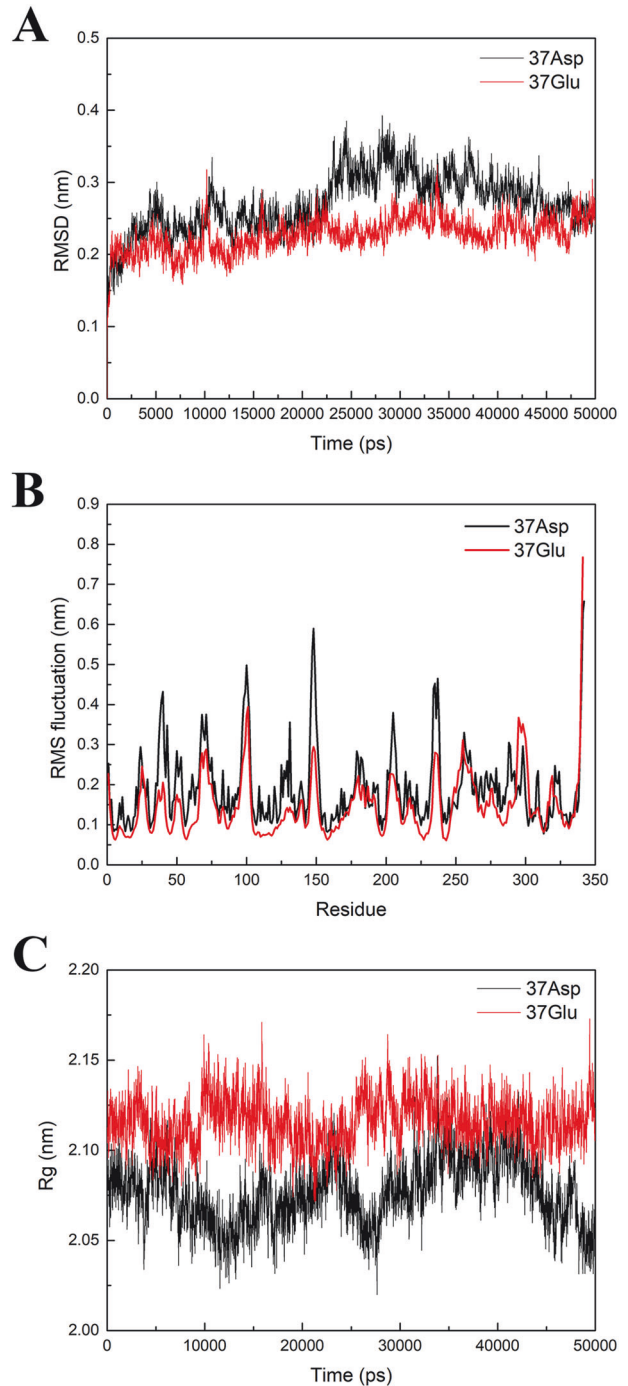 A
0.5
0.4
0.3
0.2
0.1
0.0
RMSD (nm)
37Asp
37Glu
0 5000 10000 15000 20000 25000 30000 35000 40000 45000 50000
Time (ps)
B
0.9
0.8
0.7
0.6
0.5
0.4
0.3
0.2
0.1
0.0
RMS fluctuation (nm)
37Asp
37Glu
0 50 100 150 200 250 300 350
Residue
C
2.20
2.15
2.10
2.05
2.00
Rg (nm)
37Asp
37Glu
0 10000 20000 30000 40000 50000
Time (ps)